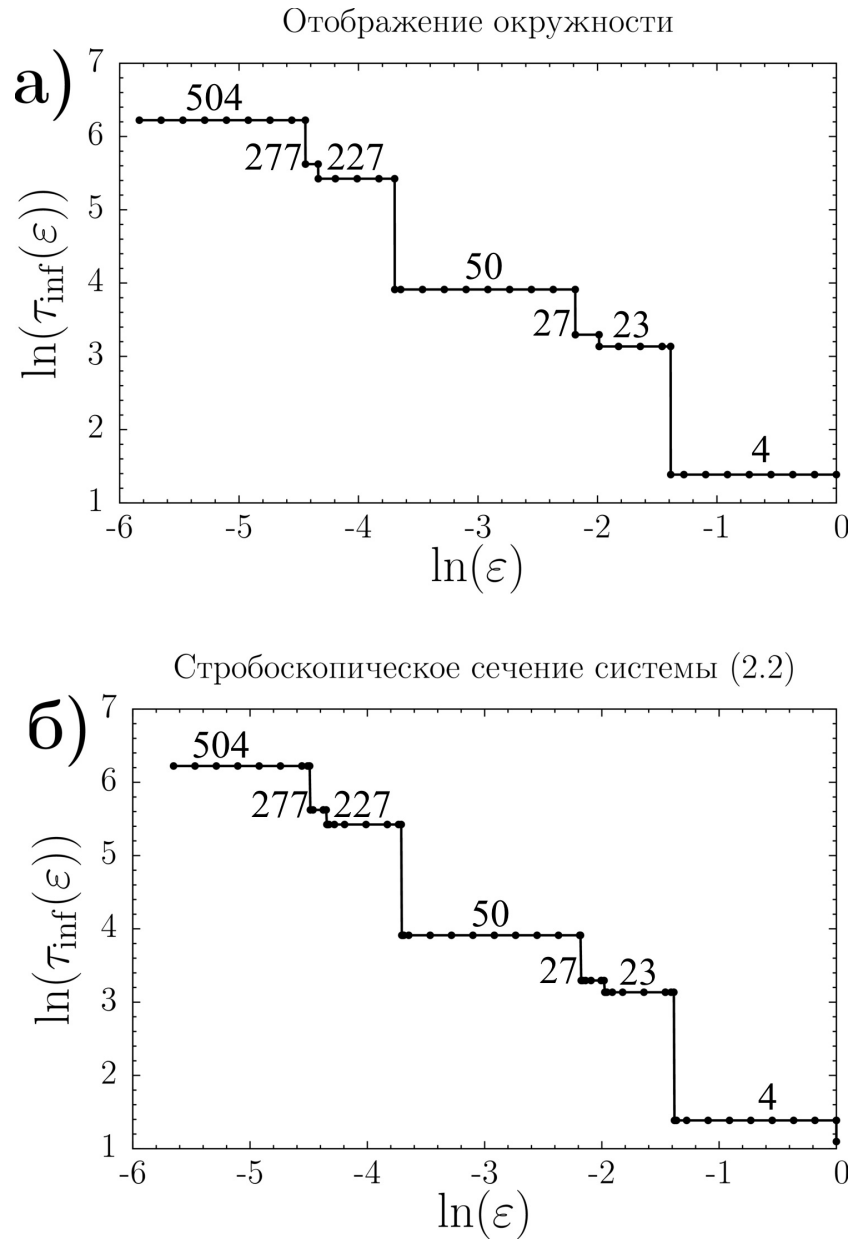 Отображение окружности
а)
7
6
5
4
3
2
1
ln(τinf(ε))
504
277 227
50
27 23
4
-6 -5 -4 -3 -2 -1 0
ln(ε)
Стробоскопическое сечение системы (2.2)
б)
7
6
5
4
3
2
1
ln(τinf(ε))
504
277 227
50
27 23
4
-6 -5 -4 -3 -2 -1 0
ln(ε)